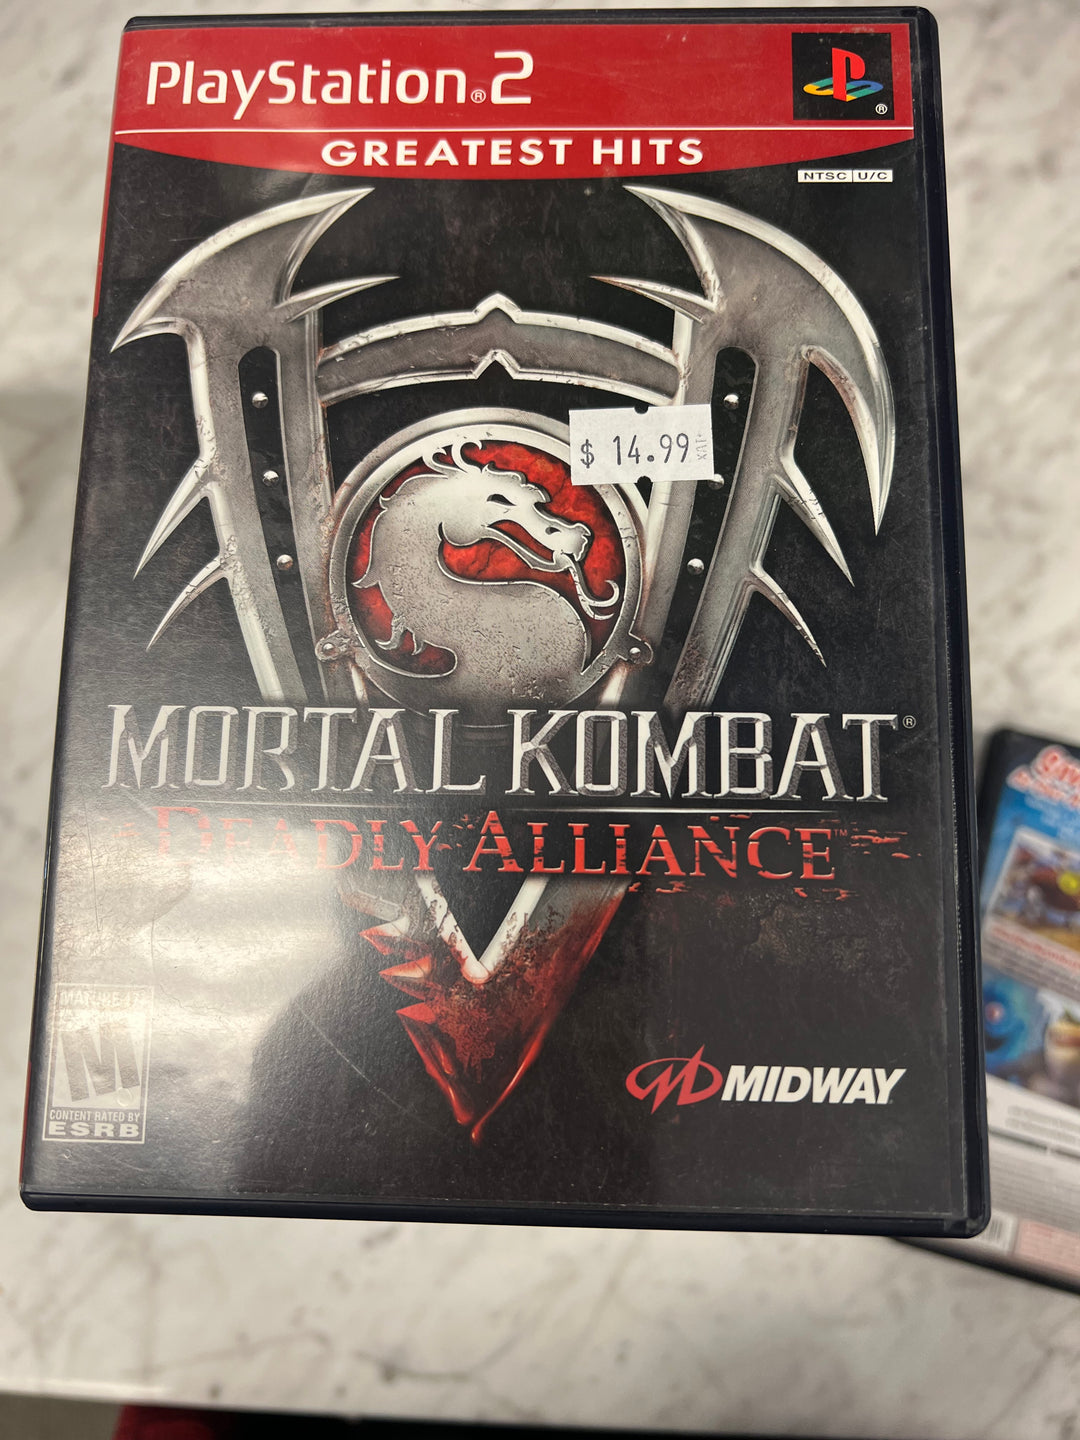 PlayStation®2
GREATEST HITS
NTSC U/C
$ 14.99
MORTAL KOMBAT®
DEADLY ALLIANCE™
MATURE 17+
M
CONTENT RATED BY
ESRB
MIDWAY